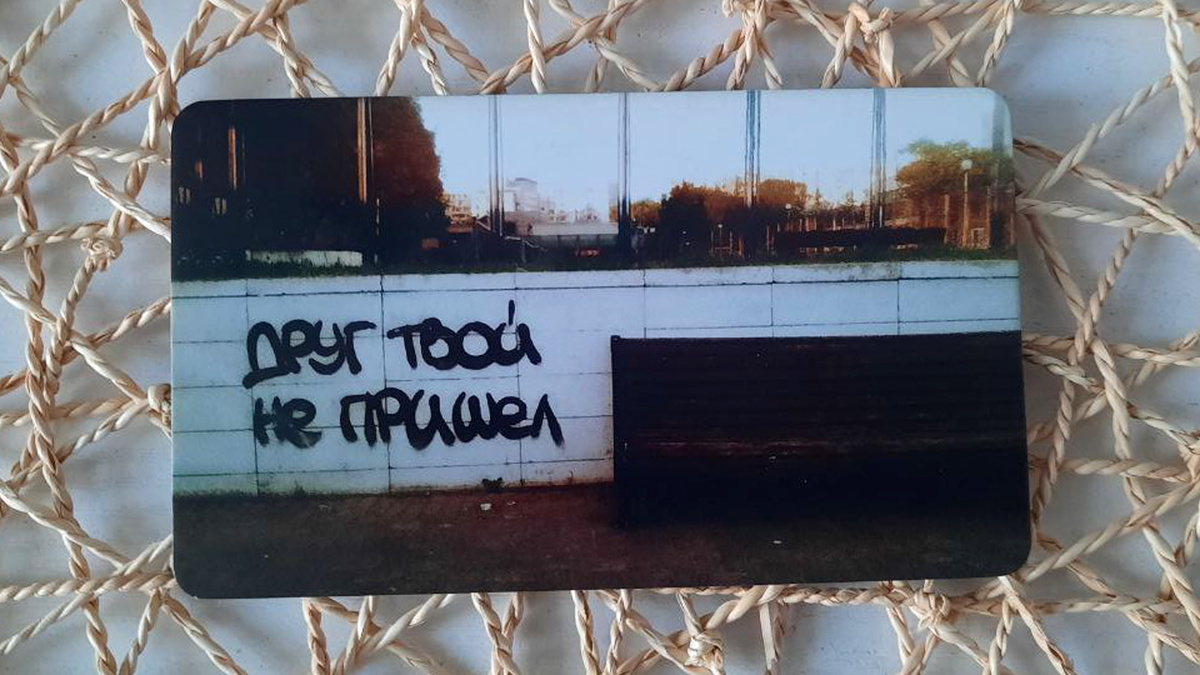 друг твой
не пришел